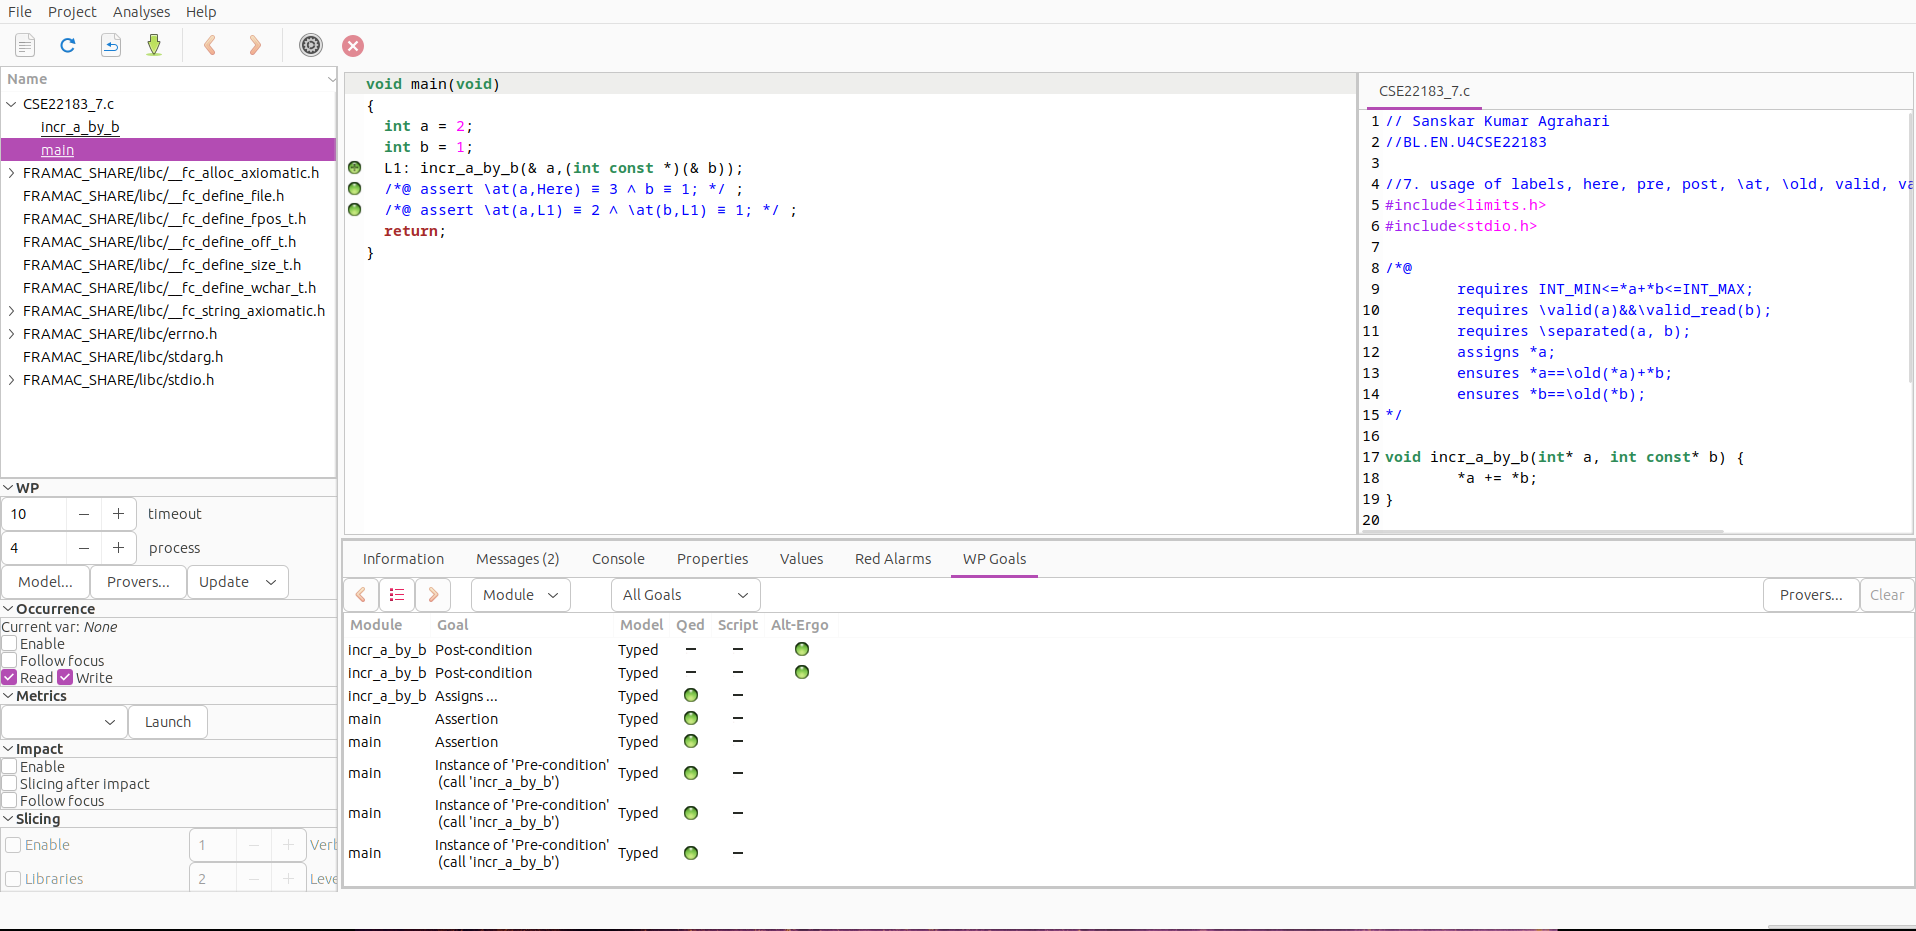 File Project Analyses Help
Name
CSE22183_7.c
incr_a_by_b
main
FRAMAC_SHARE/libc/__fc_alloc_axiomatic.h
FRAMAC_SHARE/libc/__fc_define_file.h
FRAMAC_SHARE/libc/__fc_define_fpos_t.h
FRAMAC_SHARE/libc/__fc_define_off_t.h
FRAMAC_SHARE/libc/__fc_define_size_t.h
FRAMAC_SHARE/libc/__fc_define_wchar_t.h
FRAMAC_SHARE/libc/__fc_string_axiomatic.h
FRAMAC_SHARE/libc/errno.h
FRAMAC_SHARE/libc/stdarg.h
FRAMAC_SHARE/libc/stdio.h
WP
10 − + timeout
4 − + process
Model... Provers... Update
Occurrence
Current var: None
Enable
Follow focus
Read Write
Metrics
Launch
Impact
Enable
Slicing after impact
Follow focus
Slicing
Enable 1 − + Verb
Libraries 2 − + Leve
void main(void)
{
int a = 2;
int b = 1;
L1: incr_a_by_b(& a,(int const *)(& b));
/*@ assert \at(a,Here) ≡ 3 ∧ b ≡ 1; */ ;
/*@ assert \at(a,L1) ≡ 2 ∧ \at(b,L1) ≡ 1; */ ;
return;
}
CSE22183_7.c
1 // Sanskar Kumar Agrahari
2 //BL.EN.U4CSE22183
3
4 //7. usage of labels, here, pre, post, \at, \old, valid, va
5 #include<limits.h>
6 #include<stdio.h>
7
8 /*@
9 requires INT_MIN<=*a+*b<=INT_MAX;
10 requires \valid(a)&&\valid_read(b);
11 requires \separated(a, b);
12 assigns *a;
13 ensures *a==\old(*a)+*b;
14 ensures *b==\old(*b);
15 */
16
17 void incr_a_by_b(int* a, int const* b) {
18 *a += *b;
19 }
20
Information Messages (2) Console Properties Values Red Alarms WP Goals
Module All Goals Provers... Clear
Module Goal Model Qed Script Alt-Ergo
incr_a_by_b Post-condition Typed − −
incr_a_by_b Post-condition Typed − −
incr_a_by_b Assigns ... Typed −
main Assertion Typed −
main Assertion Typed −
main Instance of 'Pre-condition' Typed −
(call 'incr_a_by_b')
main Instance of 'Pre-condition' Typed −
(call 'incr_a_by_b')
main Instance of 'Pre-condition' Typed −
(call 'incr_a_by_b')